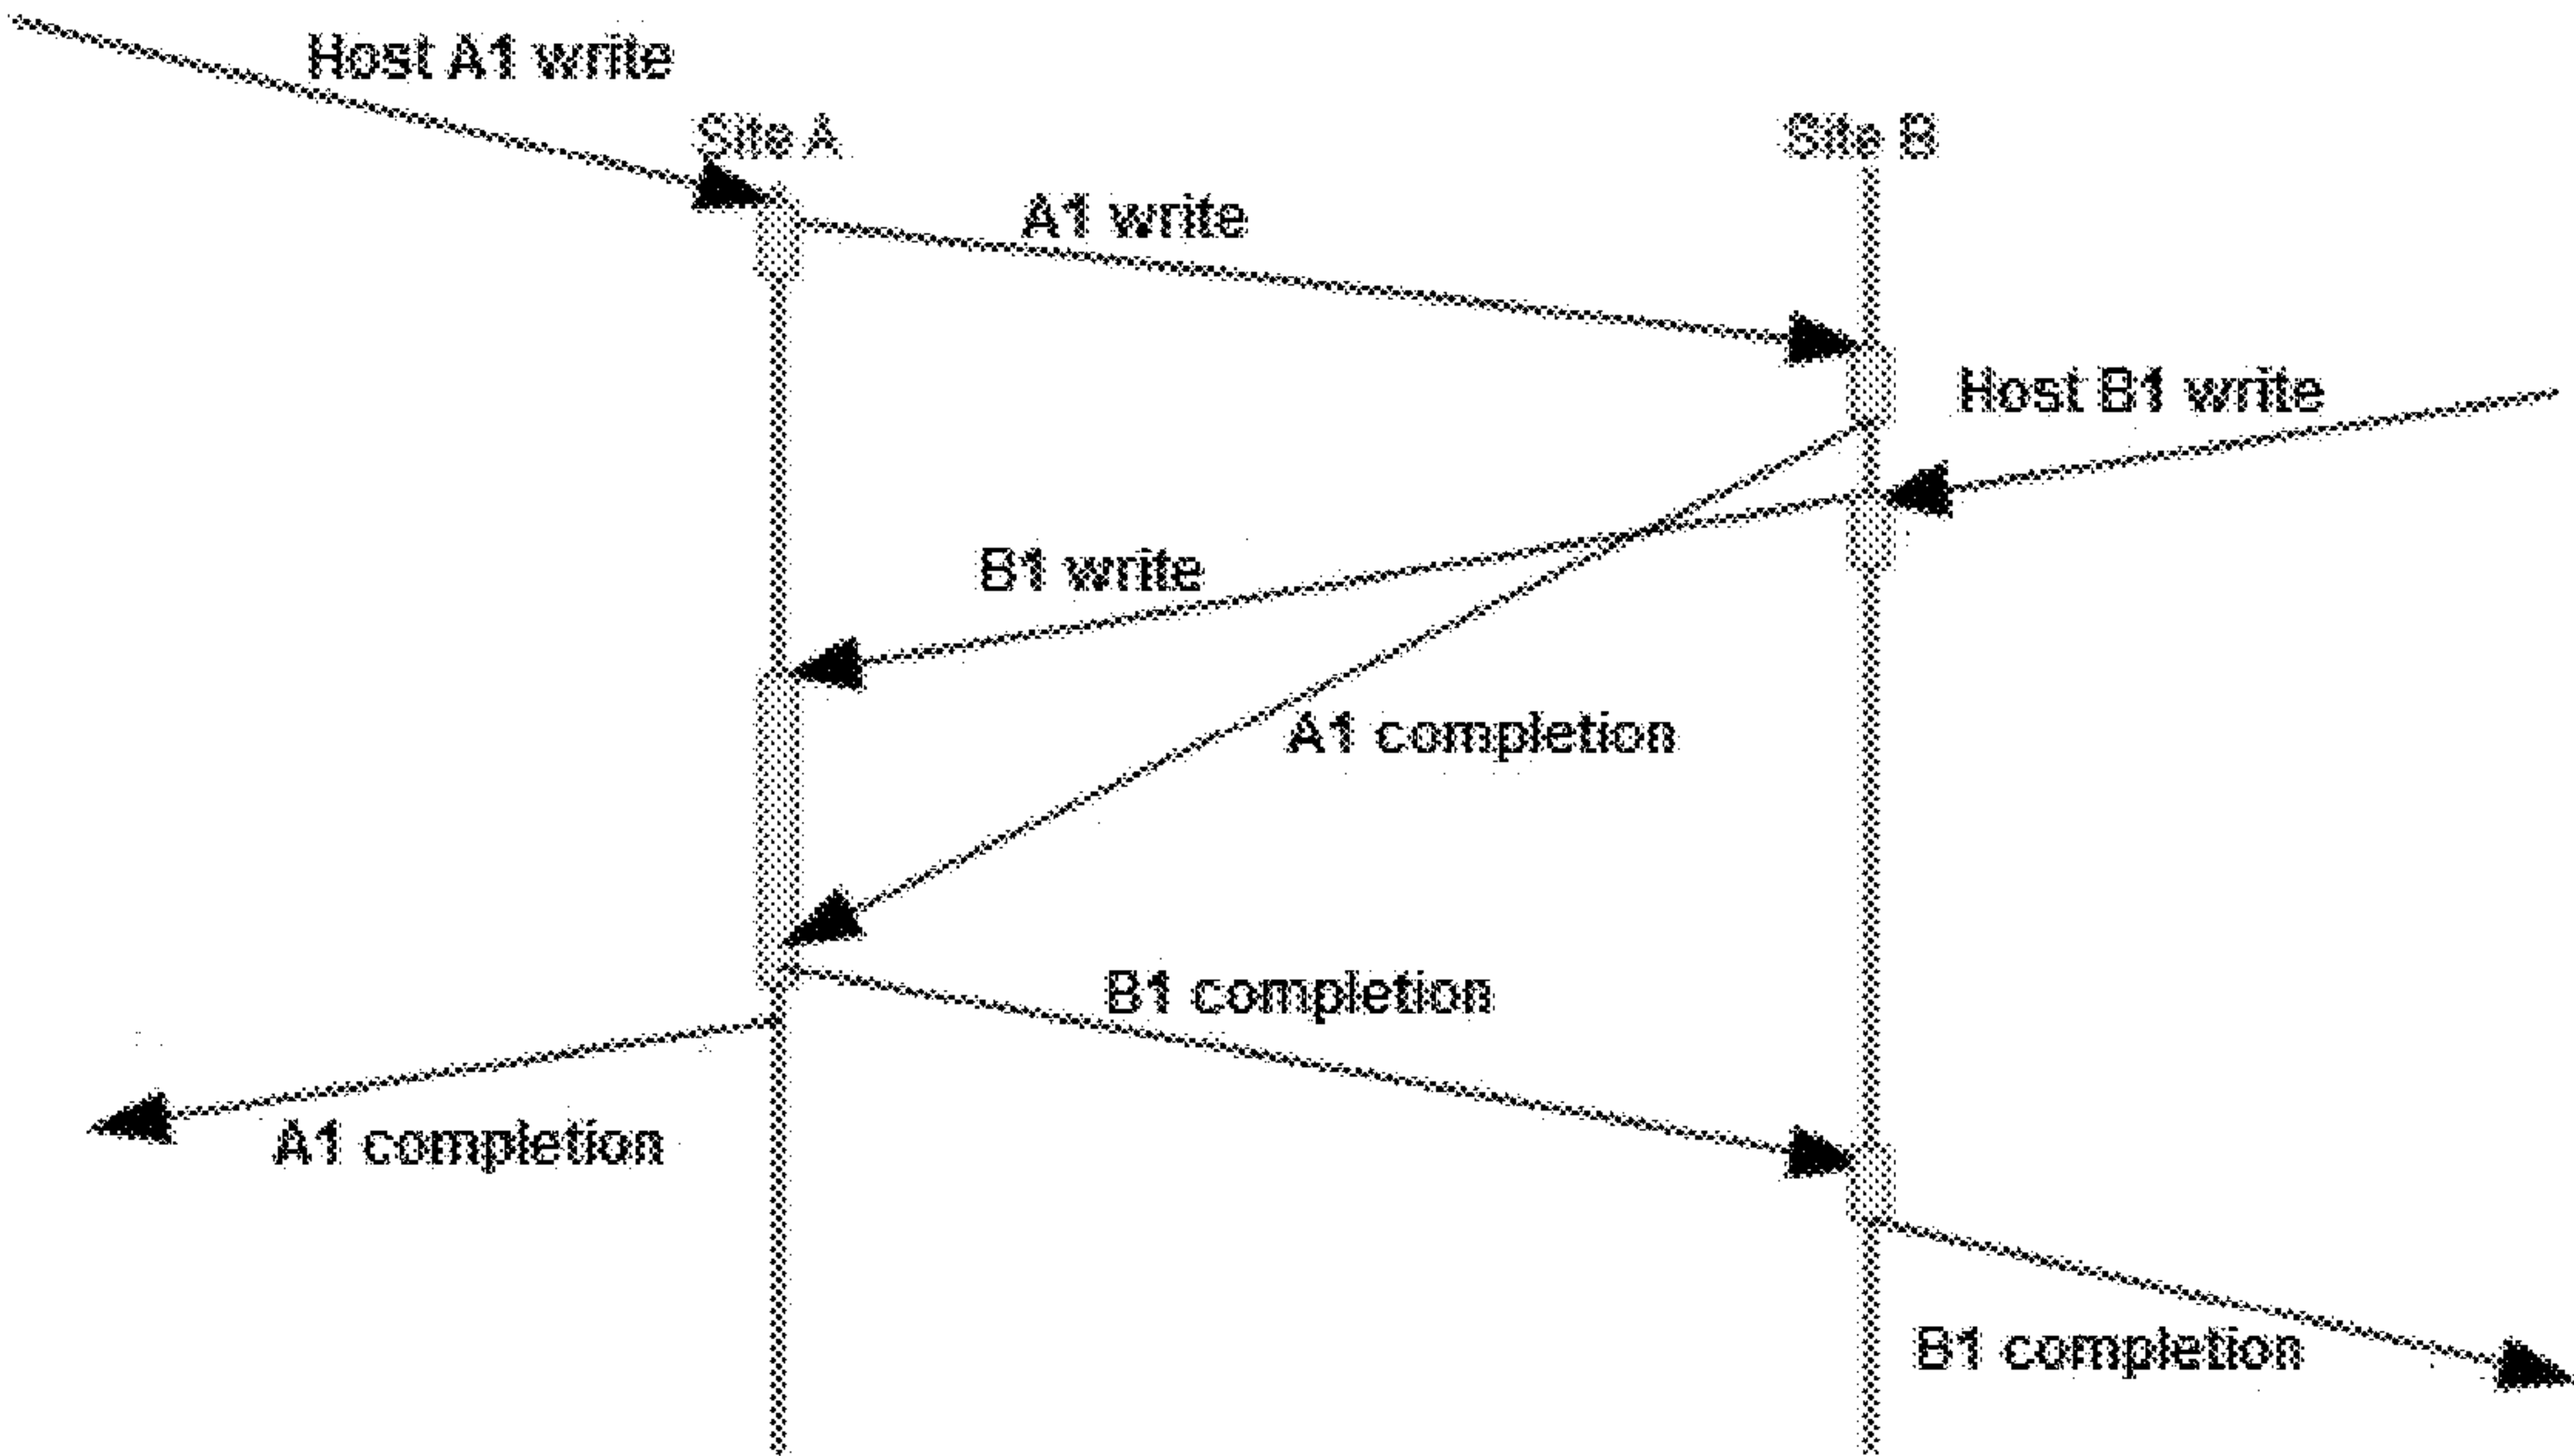 Host A1 write
Site A
Site B
A1 write
Host B1 write
B1 write
A1 completion
B1 completion
A1 completion
B1 completion